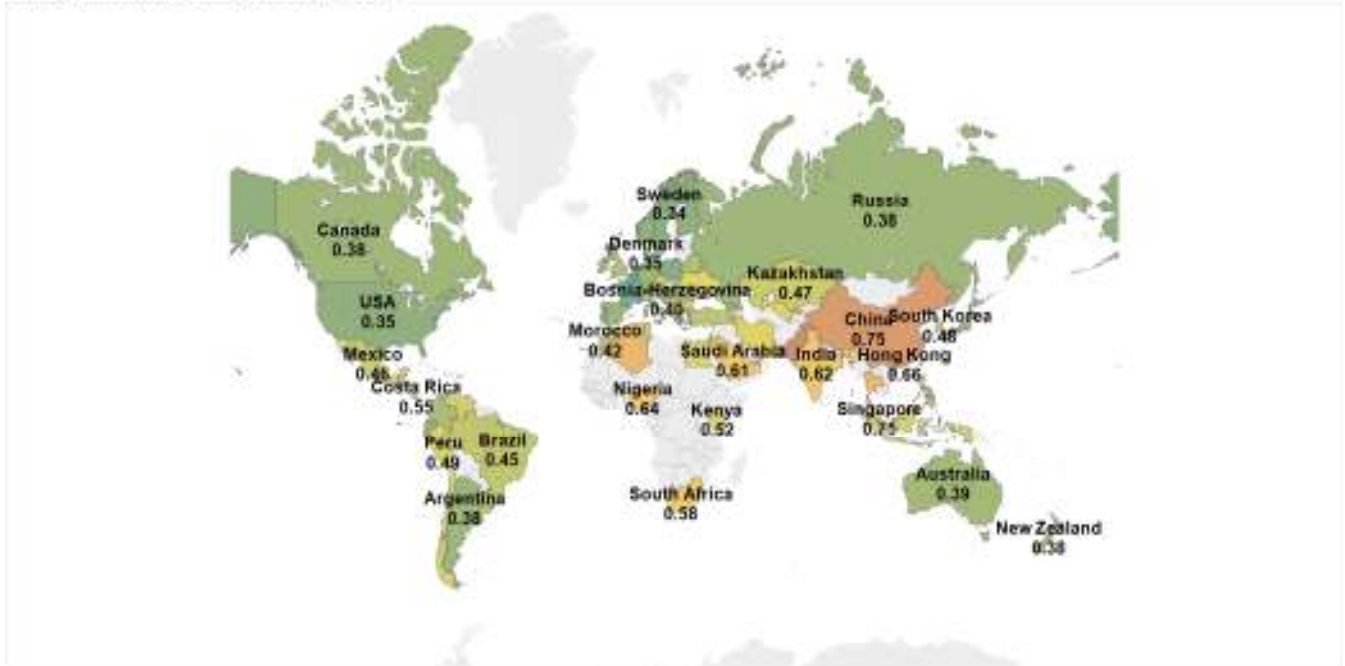 Sweden
0.34
Russia
0.38
Canada
0.38
Denmark
0.35
Kazakhstan
0.47
Bosnia-Herzegovina
0.40
USA
0.35
China
0.75
South Korea
0.48
Morocco
0.42
Mexico
0.46
Saudi Arabia
0.61
India
0.62
Hong Kong
0.66
Costa Rica
0.55
Nigeria
0.64
Kenya
0.52
Singapore
0.75
Peru
0.49
Brazil
0.45
Australia
0.39
Argentina
0.38
South Africa
0.58
New Zealand
0.38